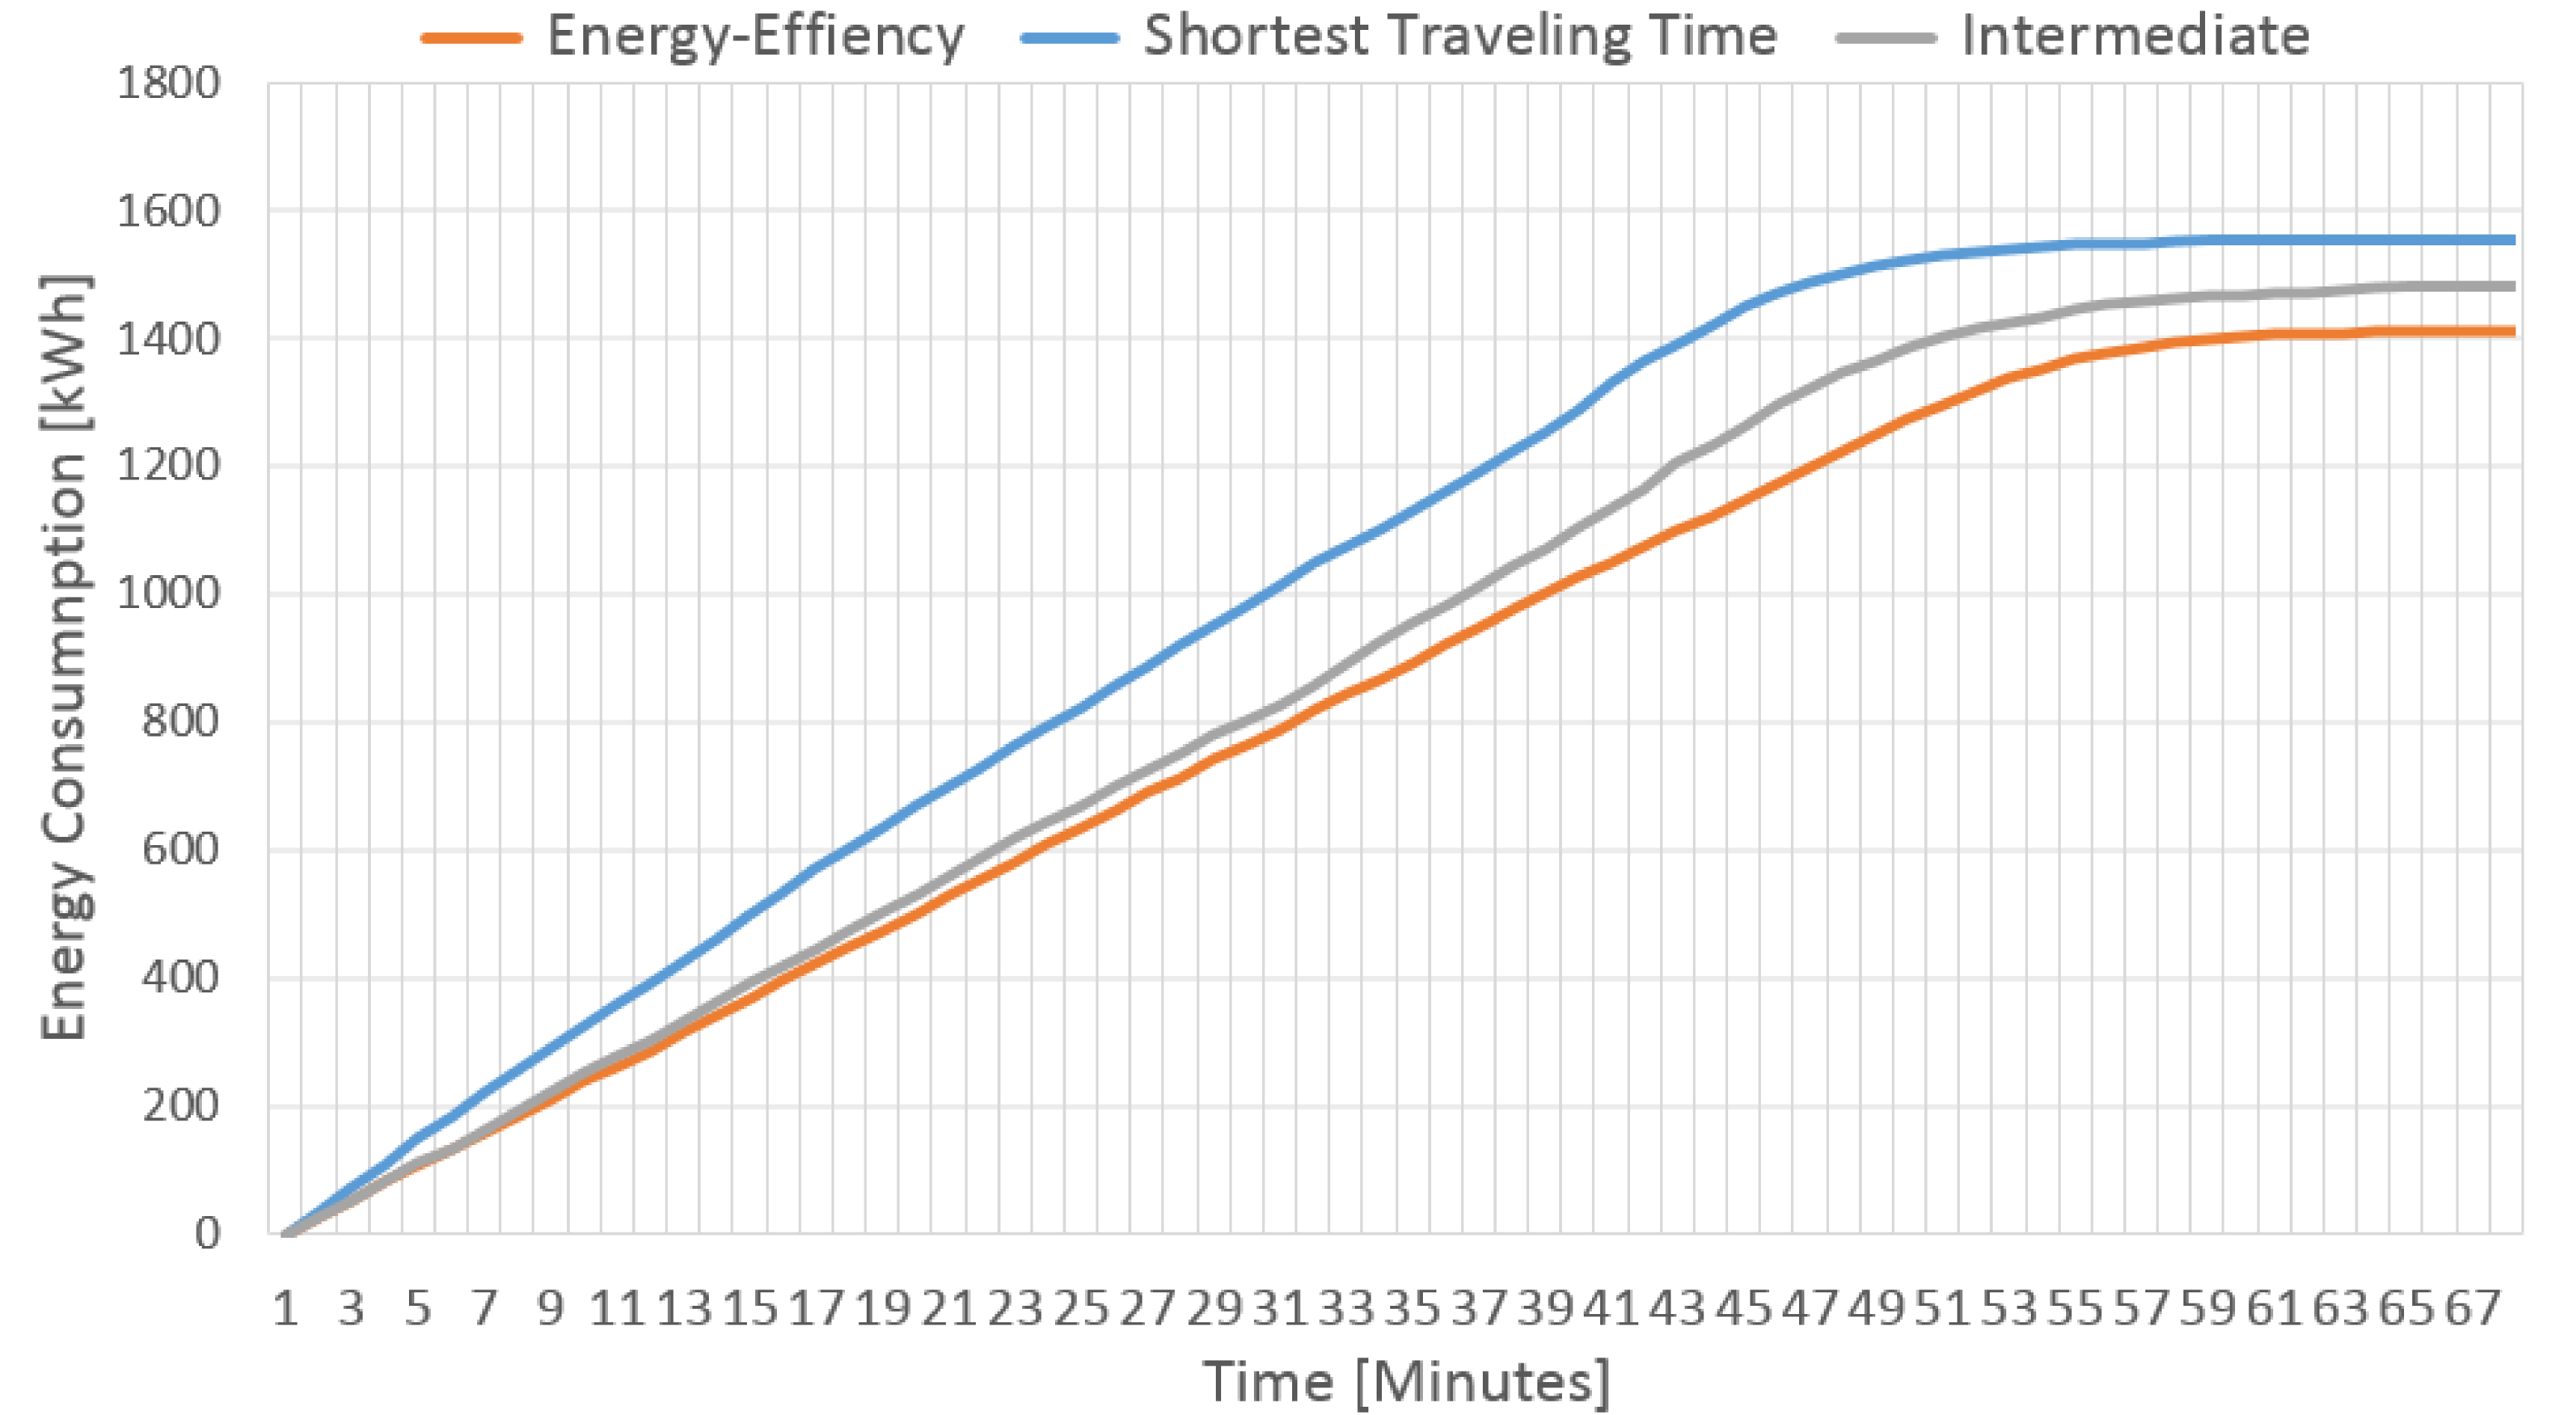 Energy-Effiency Shortest Traveling Time Intermediate
1800
1600
1400
1200
1000
800
600
400
200
0
Energy Consumnption [kWh]
1 3 5 7 9 11 13 15 17 19 21 23 25 27 29 31 33 35 37 39 41 43 45 47 49 51 53 55 57 59 61 63 65 67
Time [Minutes]